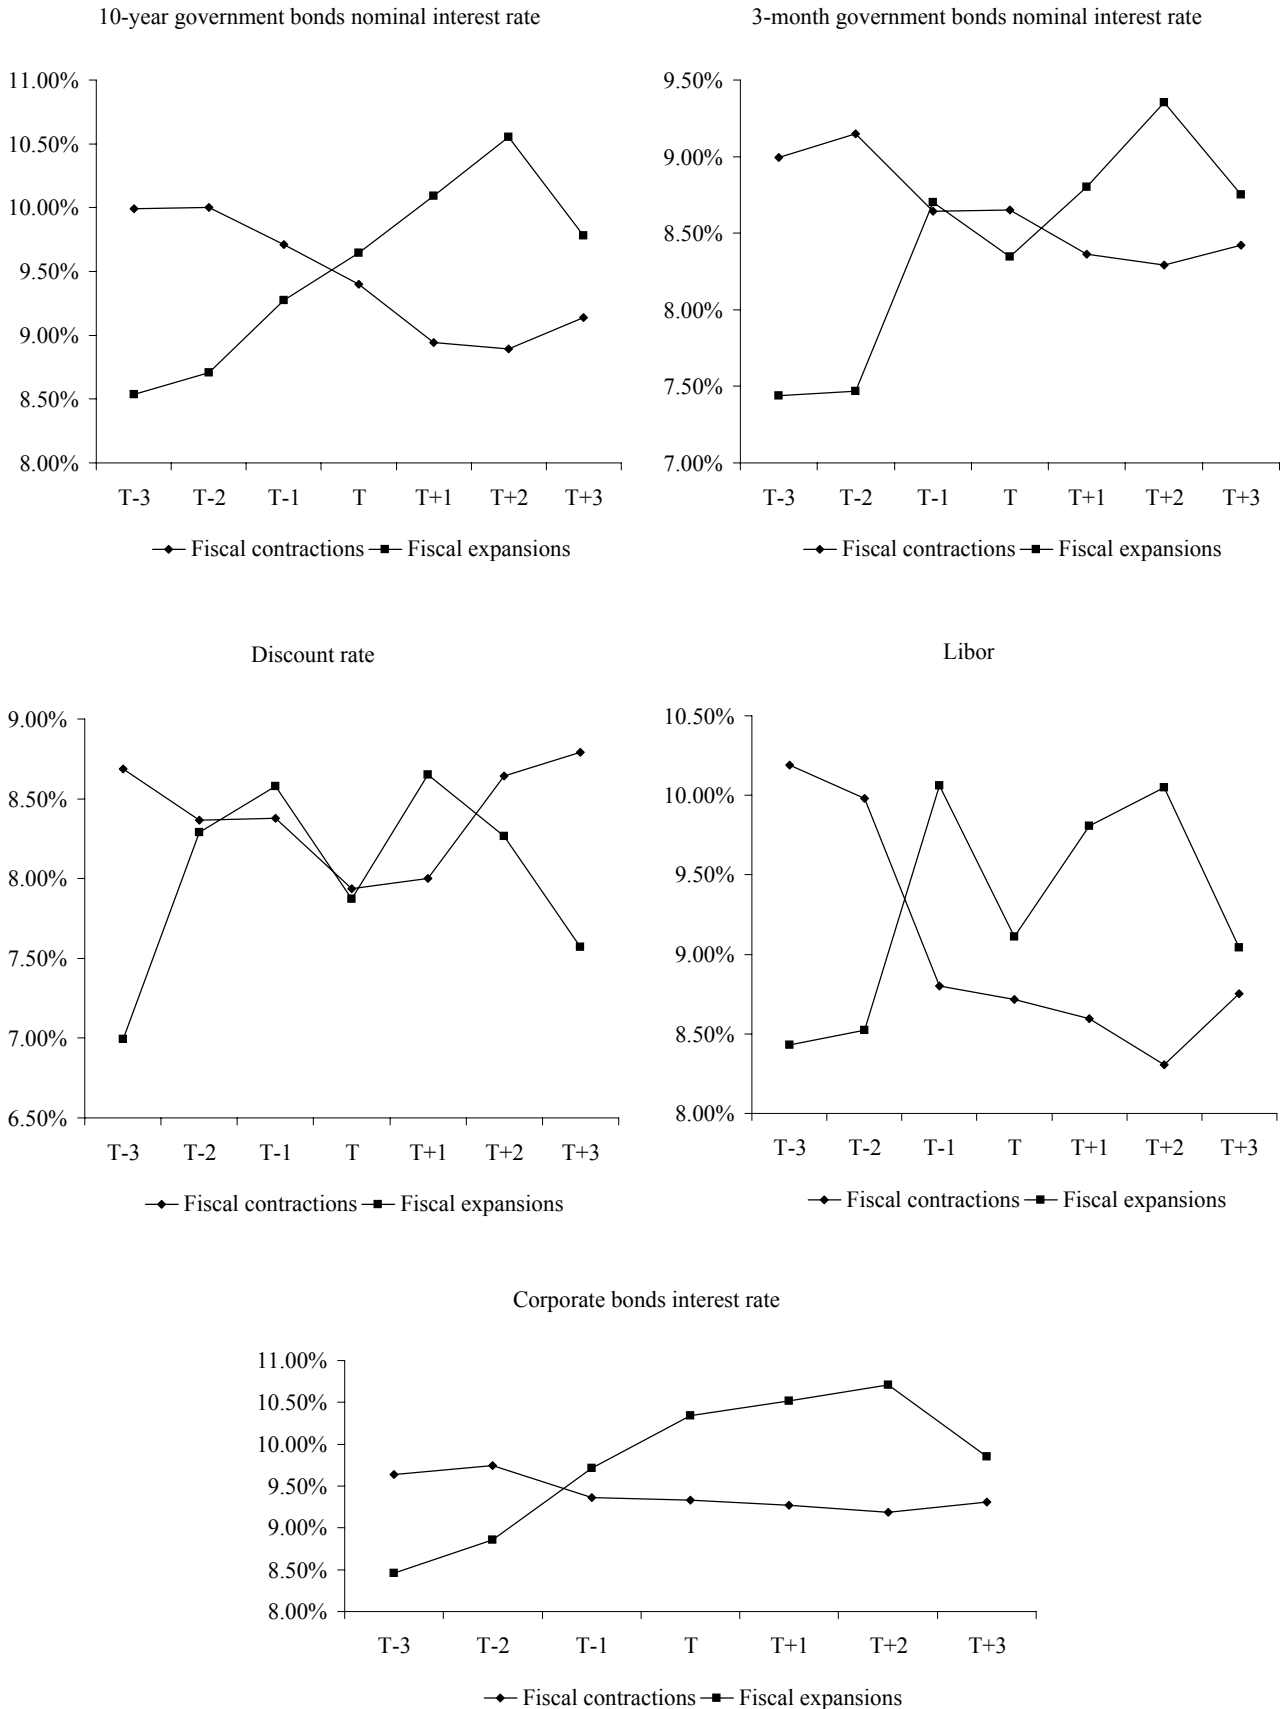 10-year government bonds nominal interest rate
11.00%
10.50%
10.00%
9.50%
9.00%
8.50%
8.00%
T-3 T-2 T-1 T T+1 T+2 T+3
Fiscal contractions Fiscal expansions
3-month government bonds nominal interest rate
9.50%
9.00%
8.50%
8.00%
7.50%
7.00%
T-3 T-2 T-1 T T+1 T+2 T+3
Fiscal contractions Fiscal expansions
Discount rate
9.00%
8.50%
8.00%
7.50%
7.00%
6.50%
T-3 T-2 T-1 T T+1 T+2 T+3
Fiscal contractions Fiscal expansions
Libor
10.50%
10.00%
9.50%
9.00%
8.50%
8.00%
T-3 T-2 T-1 T T+1 T+2 T+3
Fiscal contractions Fiscal expansions
Corporate bonds interest rate
11.00%
10.50%
10.00%
9.50%
9.00%
8.50%
8.00%
T-3 T-2 T-1 T T+1 T+2 T+3
Fiscal contractions Fiscal expansions